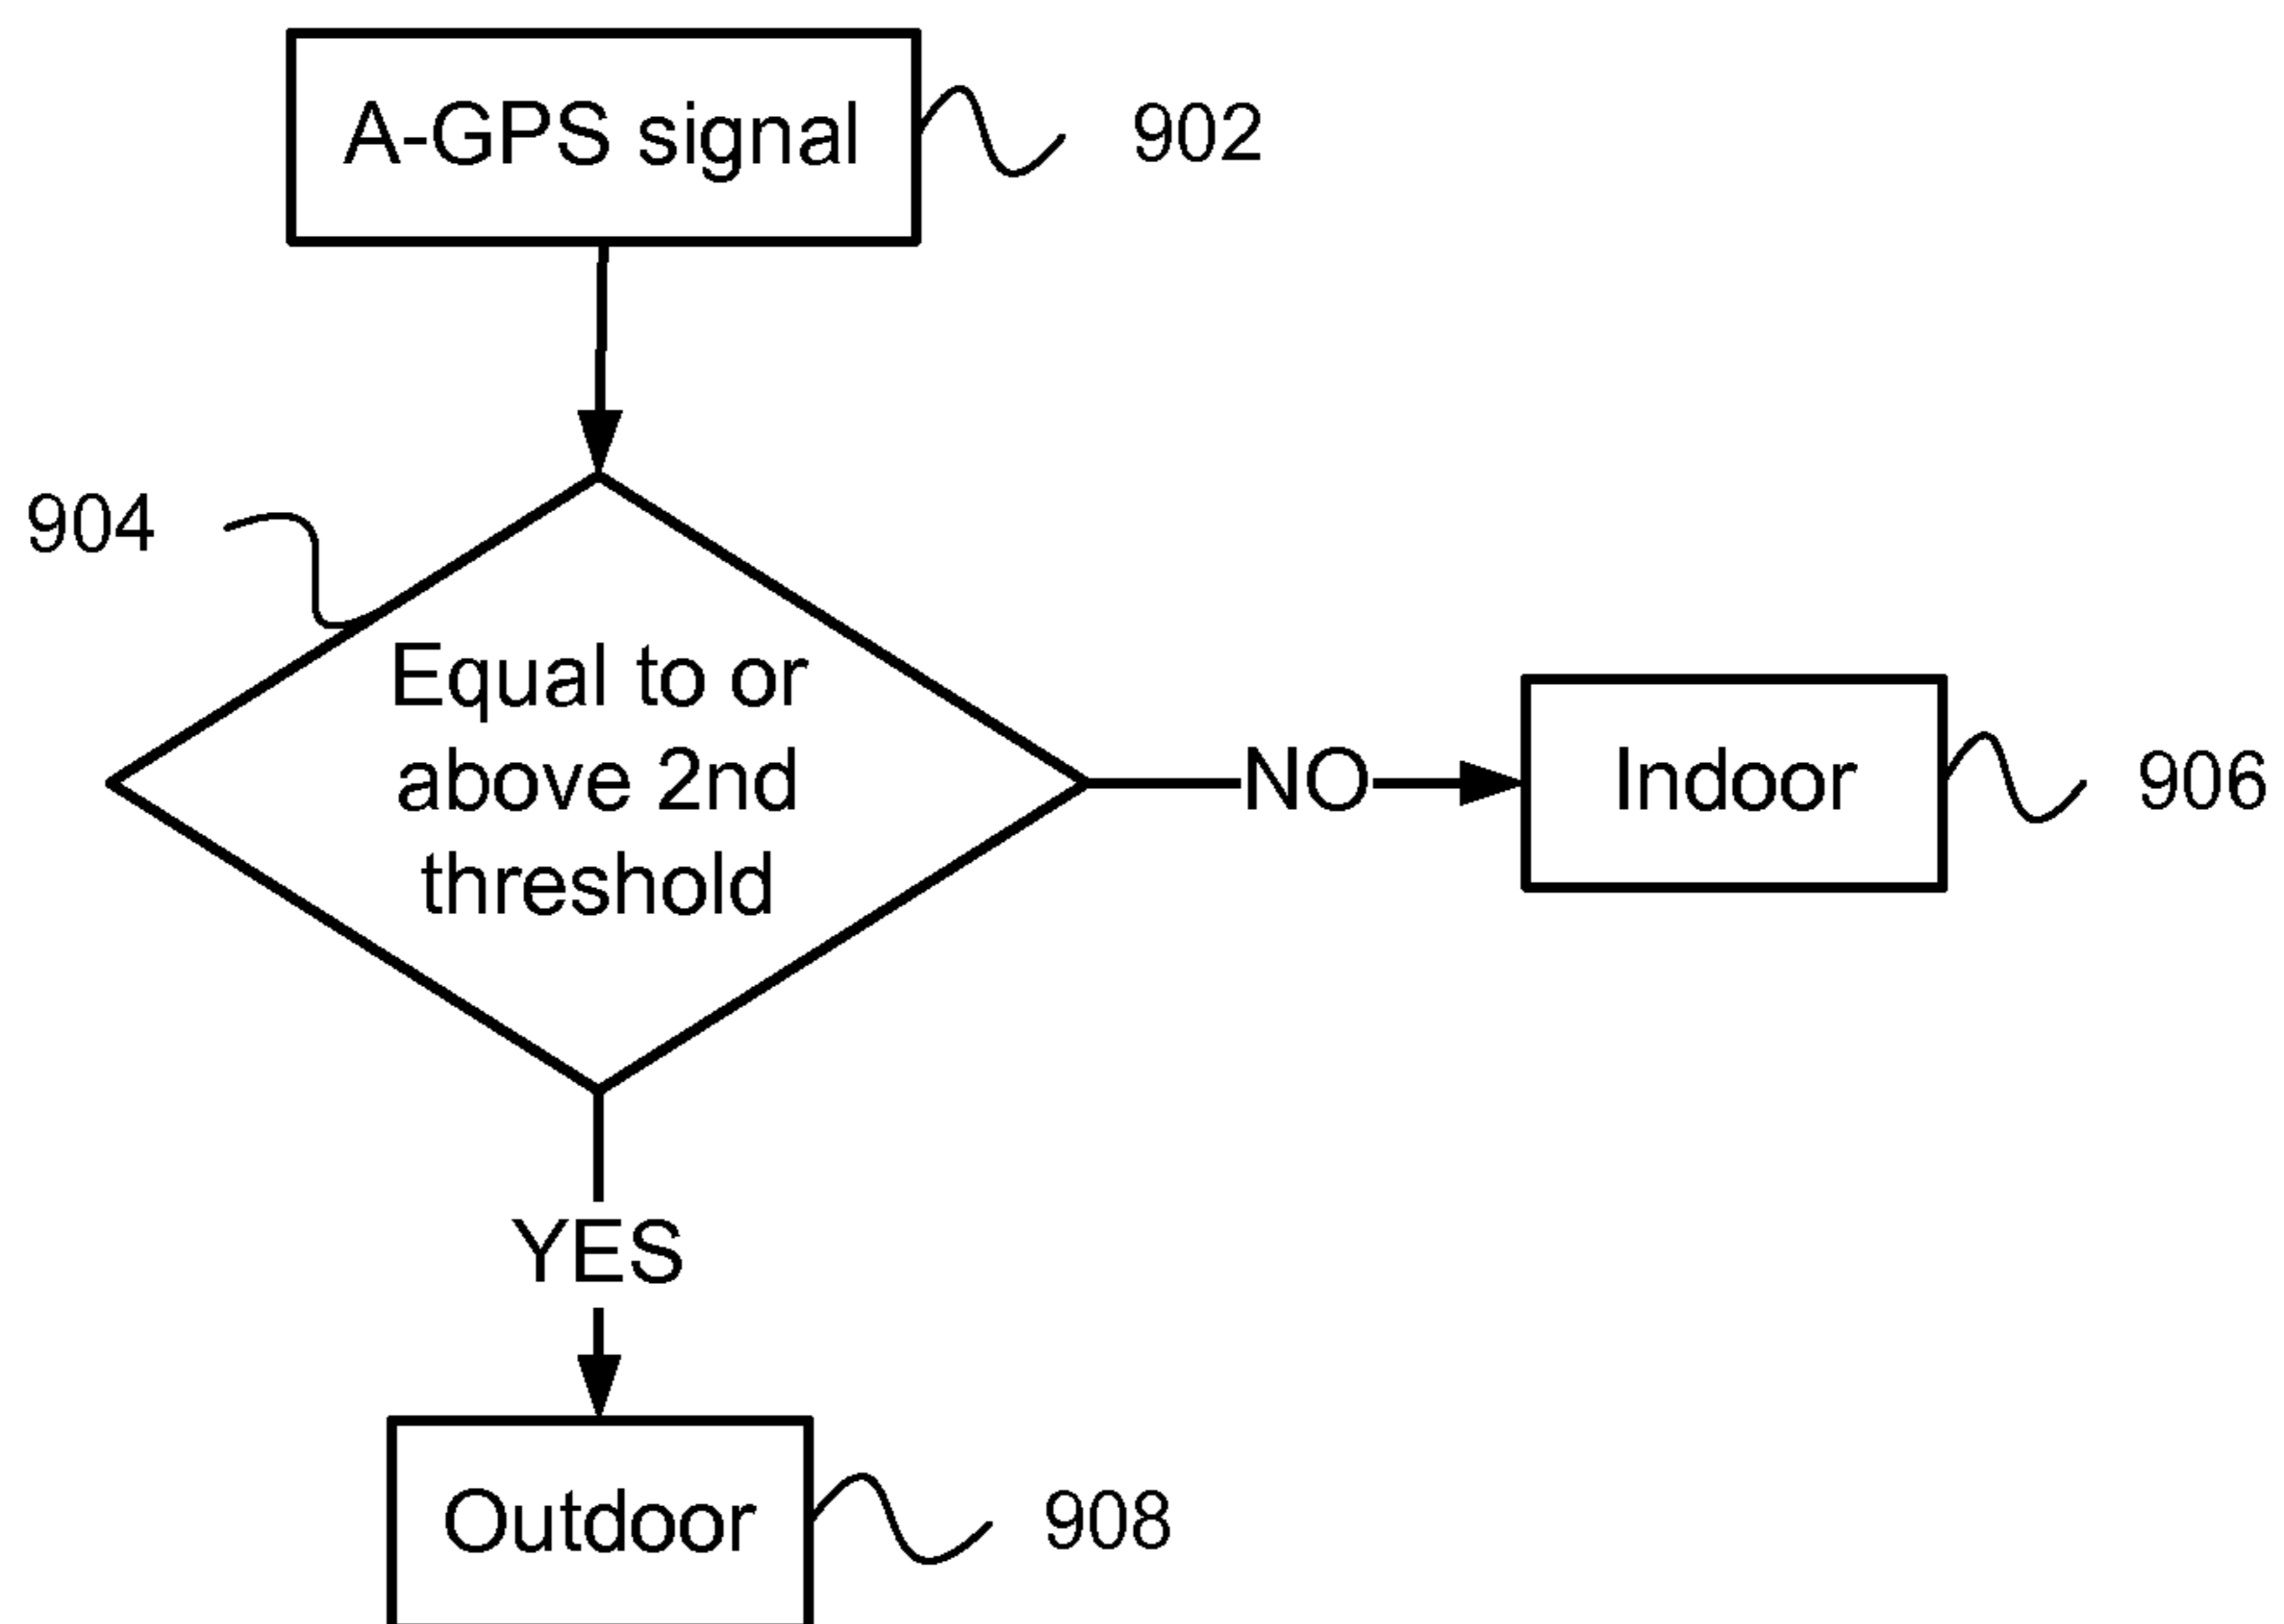 A-GPS signal
902
904
Equal to or
above 2nd
threshold
NO
Indoor
906
YES
Outdoor
908